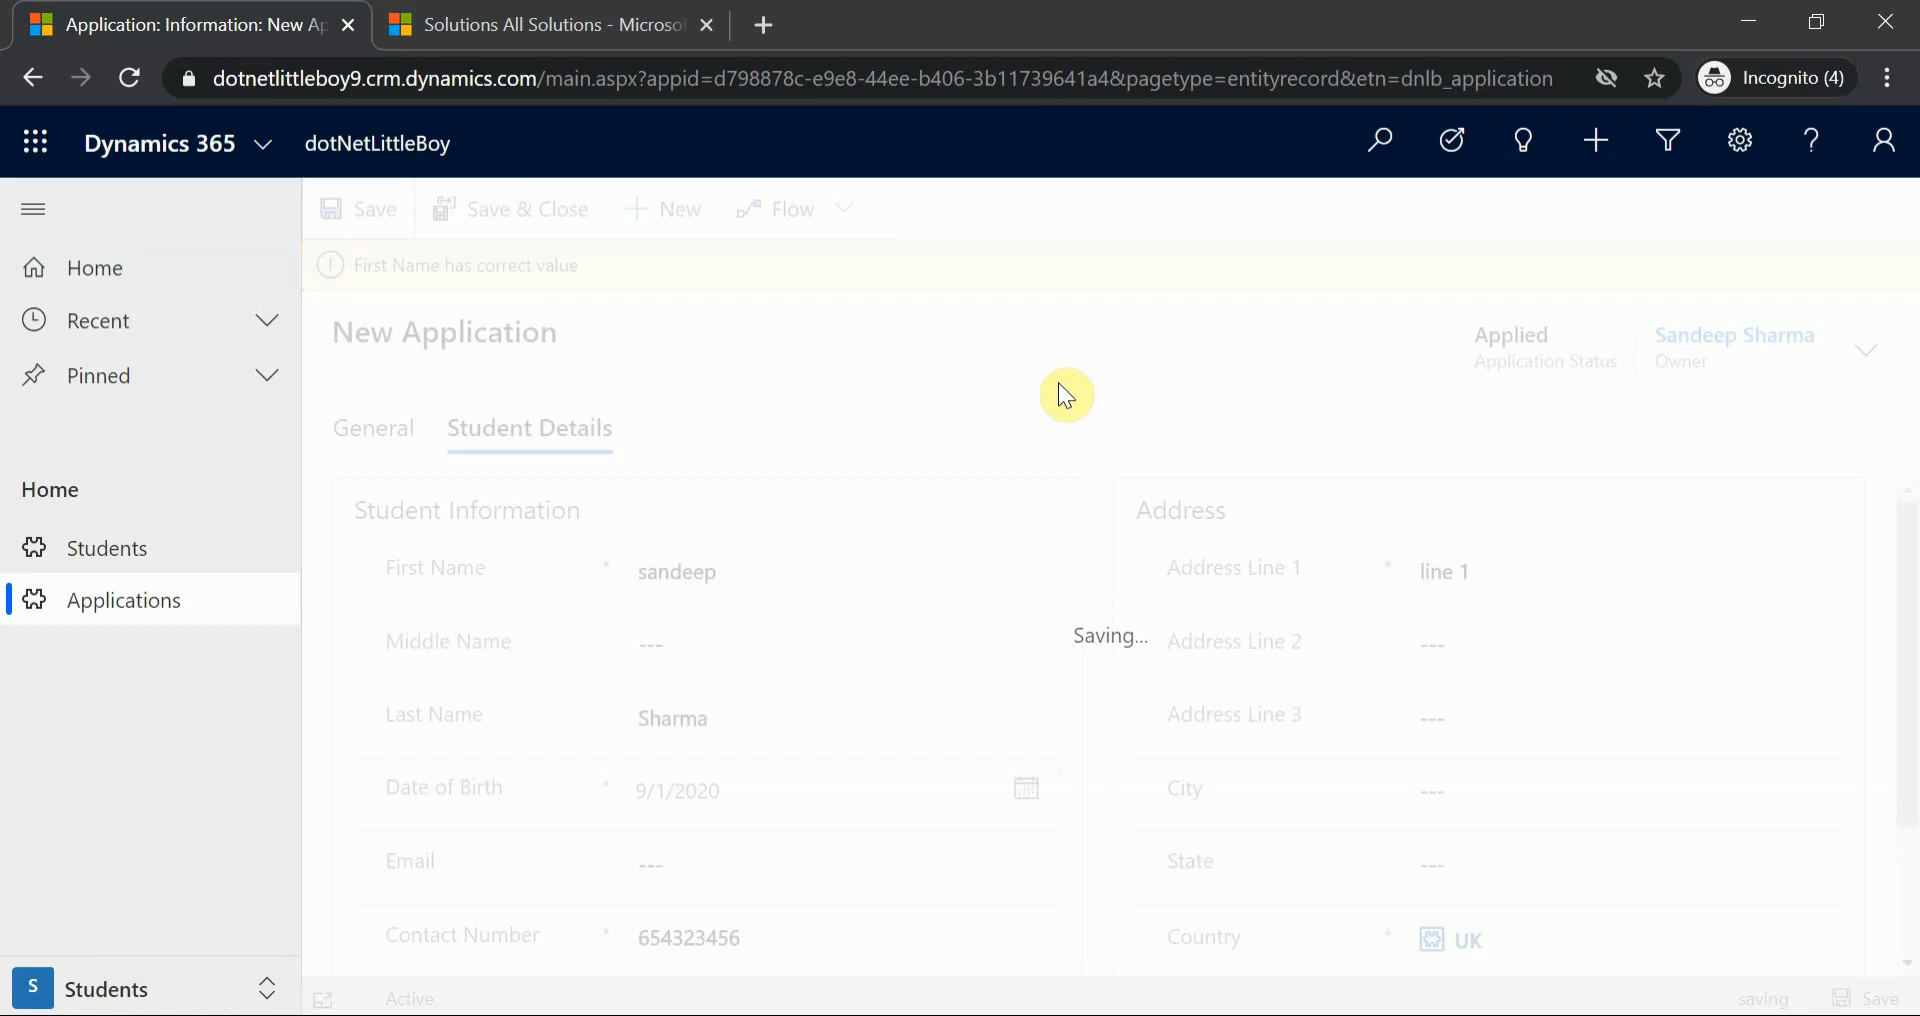 Application: Information: New Ap
Solutions All Solutions - Microsof
dotnetlittleboy9.crm.dynamics.com/main.aspx?appid=d798878c-e9e8-44ee-b406-3b11739641a4&pagetype=entityrecord&etn=dnlb_application
Incognito (4)
Dynamics 365
dotNetLittleBoy
Save
Save & Close
New
Flow
Home
Recent
Pinned
Home
Students
Applications
S
Students
First Name has correct value
New Application
Applied
Application Status
Sandeep Sharma
Owner
General
Student Details
Student Information
First Name * sandeep
Middle Name ---
Last Name Sharma
Date of Birth * 9/1/2020
Email ---
Contact Number * 654323456
Saving...
Address
Address Line 1 * line 1
Address Line 2 ---
Address Line 3 ---
City ---
State ---
Country * UK
Active
saving
Save